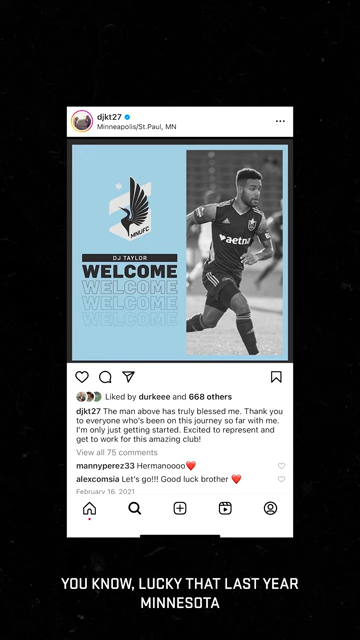 djkt27
Minneapolis/St.Paul, MN
MNUFC
DJ TAYLOR
WELCOME
WELCOME
WELCOME
WELCOME
aetna
Liked by durkeee and 668 others
djkt27 The man above has truly blessed me. Thank you
to everyone who's been on this journey so far with me.
I'm only just getting started. Excited to represent and
get to work for this amazing club!
View all 75 comments
mannyperez33 Hermanoooo❤️
alexcomsia Let's go!!! Good luck brother ❤️
February 16, 2021
YOU KNOW, LUCKY THAT LAST YEAR
MINNESOTA